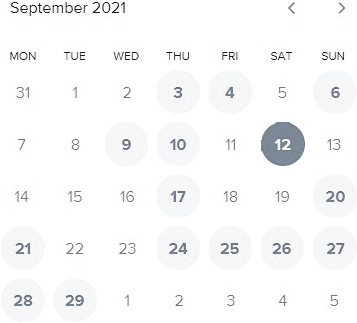 September 2021
MON TUE WED THU FRI SAT SUN
31 1 2 3 4 5 6
7 8 9 10 11 12 13
14 15 16 17 18 19 20
21 22 23 24 25 26 27
28 29 1 2 3 4 5